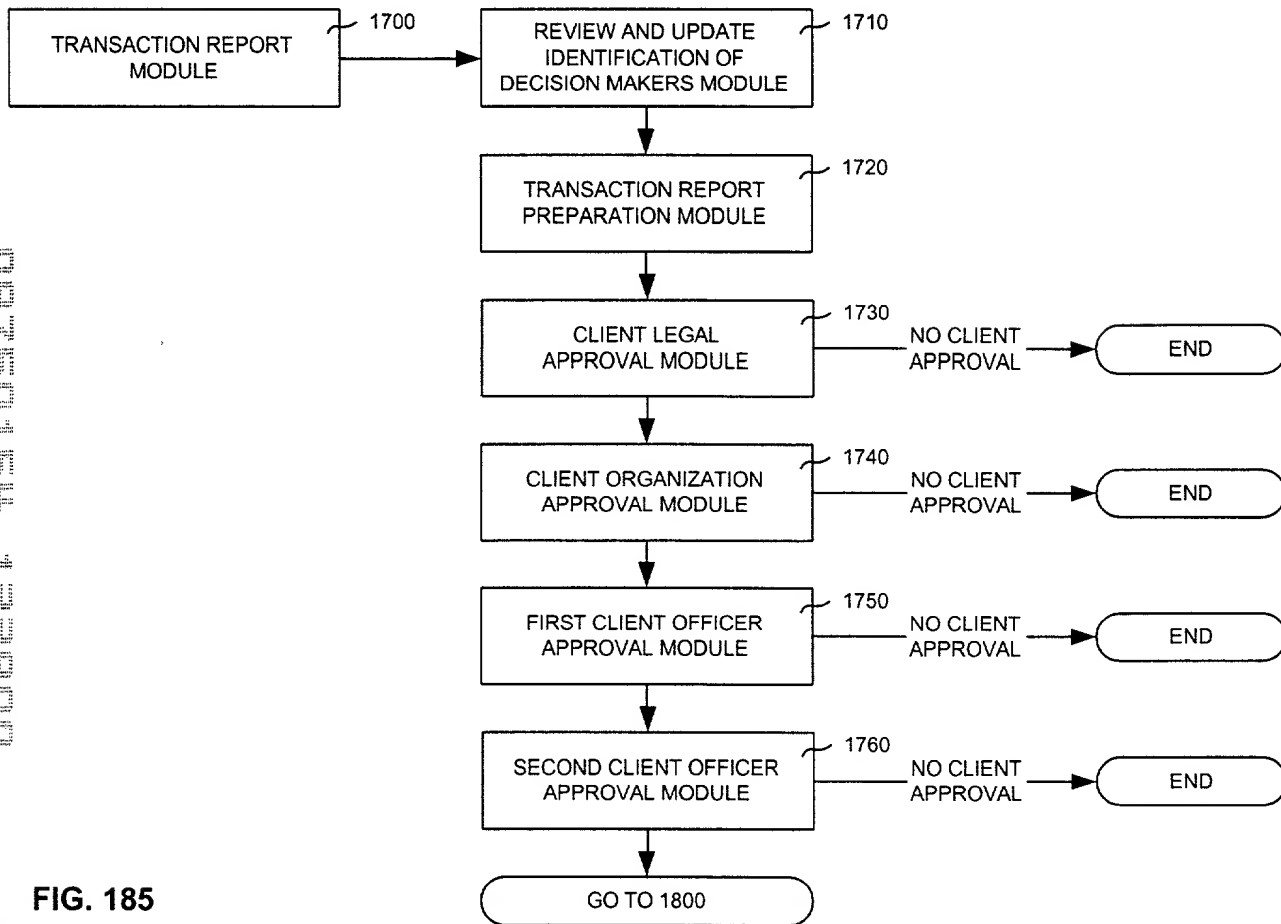 TRANSACTION REPORT
MODULE
1700
REVIEW AND UPDATE
IDENTIFICATION OF
DECISION MAKERS MODULE
1710
TRANSACTION REPORT
PREPARATION MODULE
1720
CLIENT LEGAL
APPROVAL MODULE
1730
NO CLIENT
APPROVAL
END
CLIENT ORGANIZATION
APPROVAL MODULE
1740
NO CLIENT
APPROVAL
END
FIRST CLIENT OFFICER
APPROVAL MODULE
1750
NO CLIENT
APPROVAL
END
SECOND CLIENT OFFICER
APPROVAL MODULE
1760
NO CLIENT
APPROVAL
END
GO TO 1800
FIG. 185